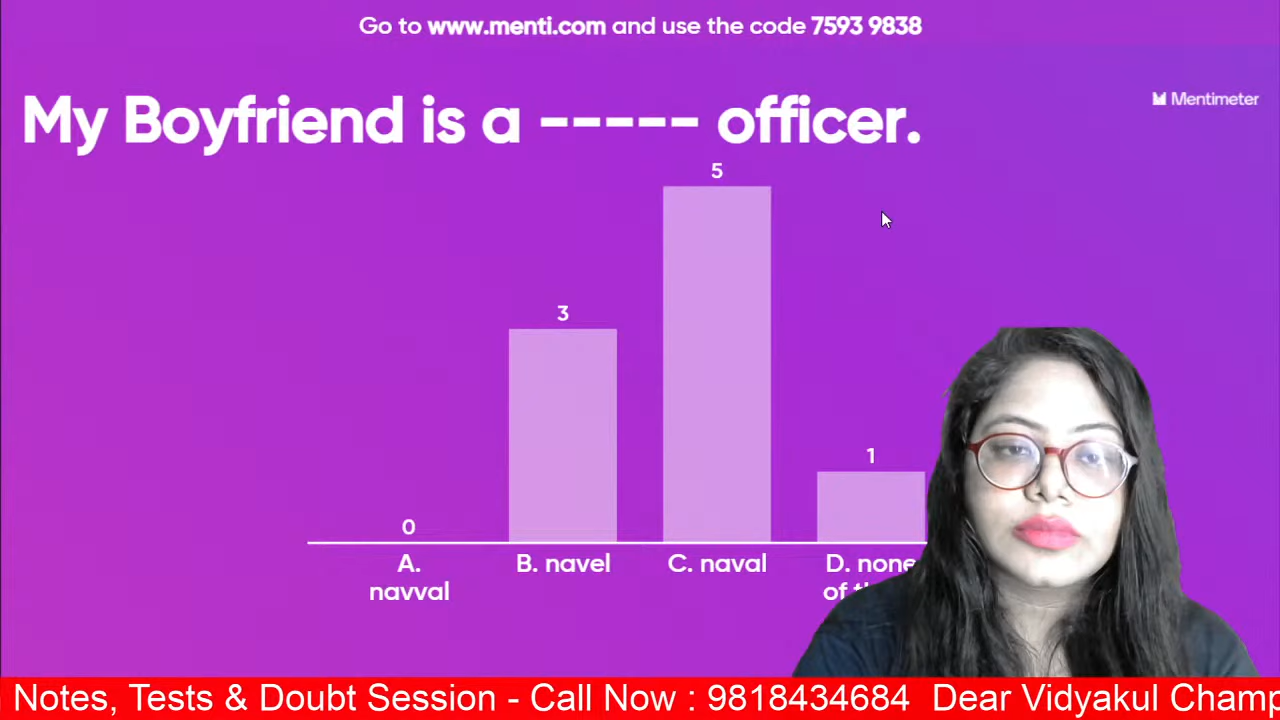 Go to www.menti.com and use the code 7593 9838
Mentimeter
My Boyfriend is a ----- officer.
5
3
1
0
A. navval
B. navel
C. naval
D. none of
Notes, Tests & Doubt Session - Call Now : 9818434684 Dear Vidyakul Champ